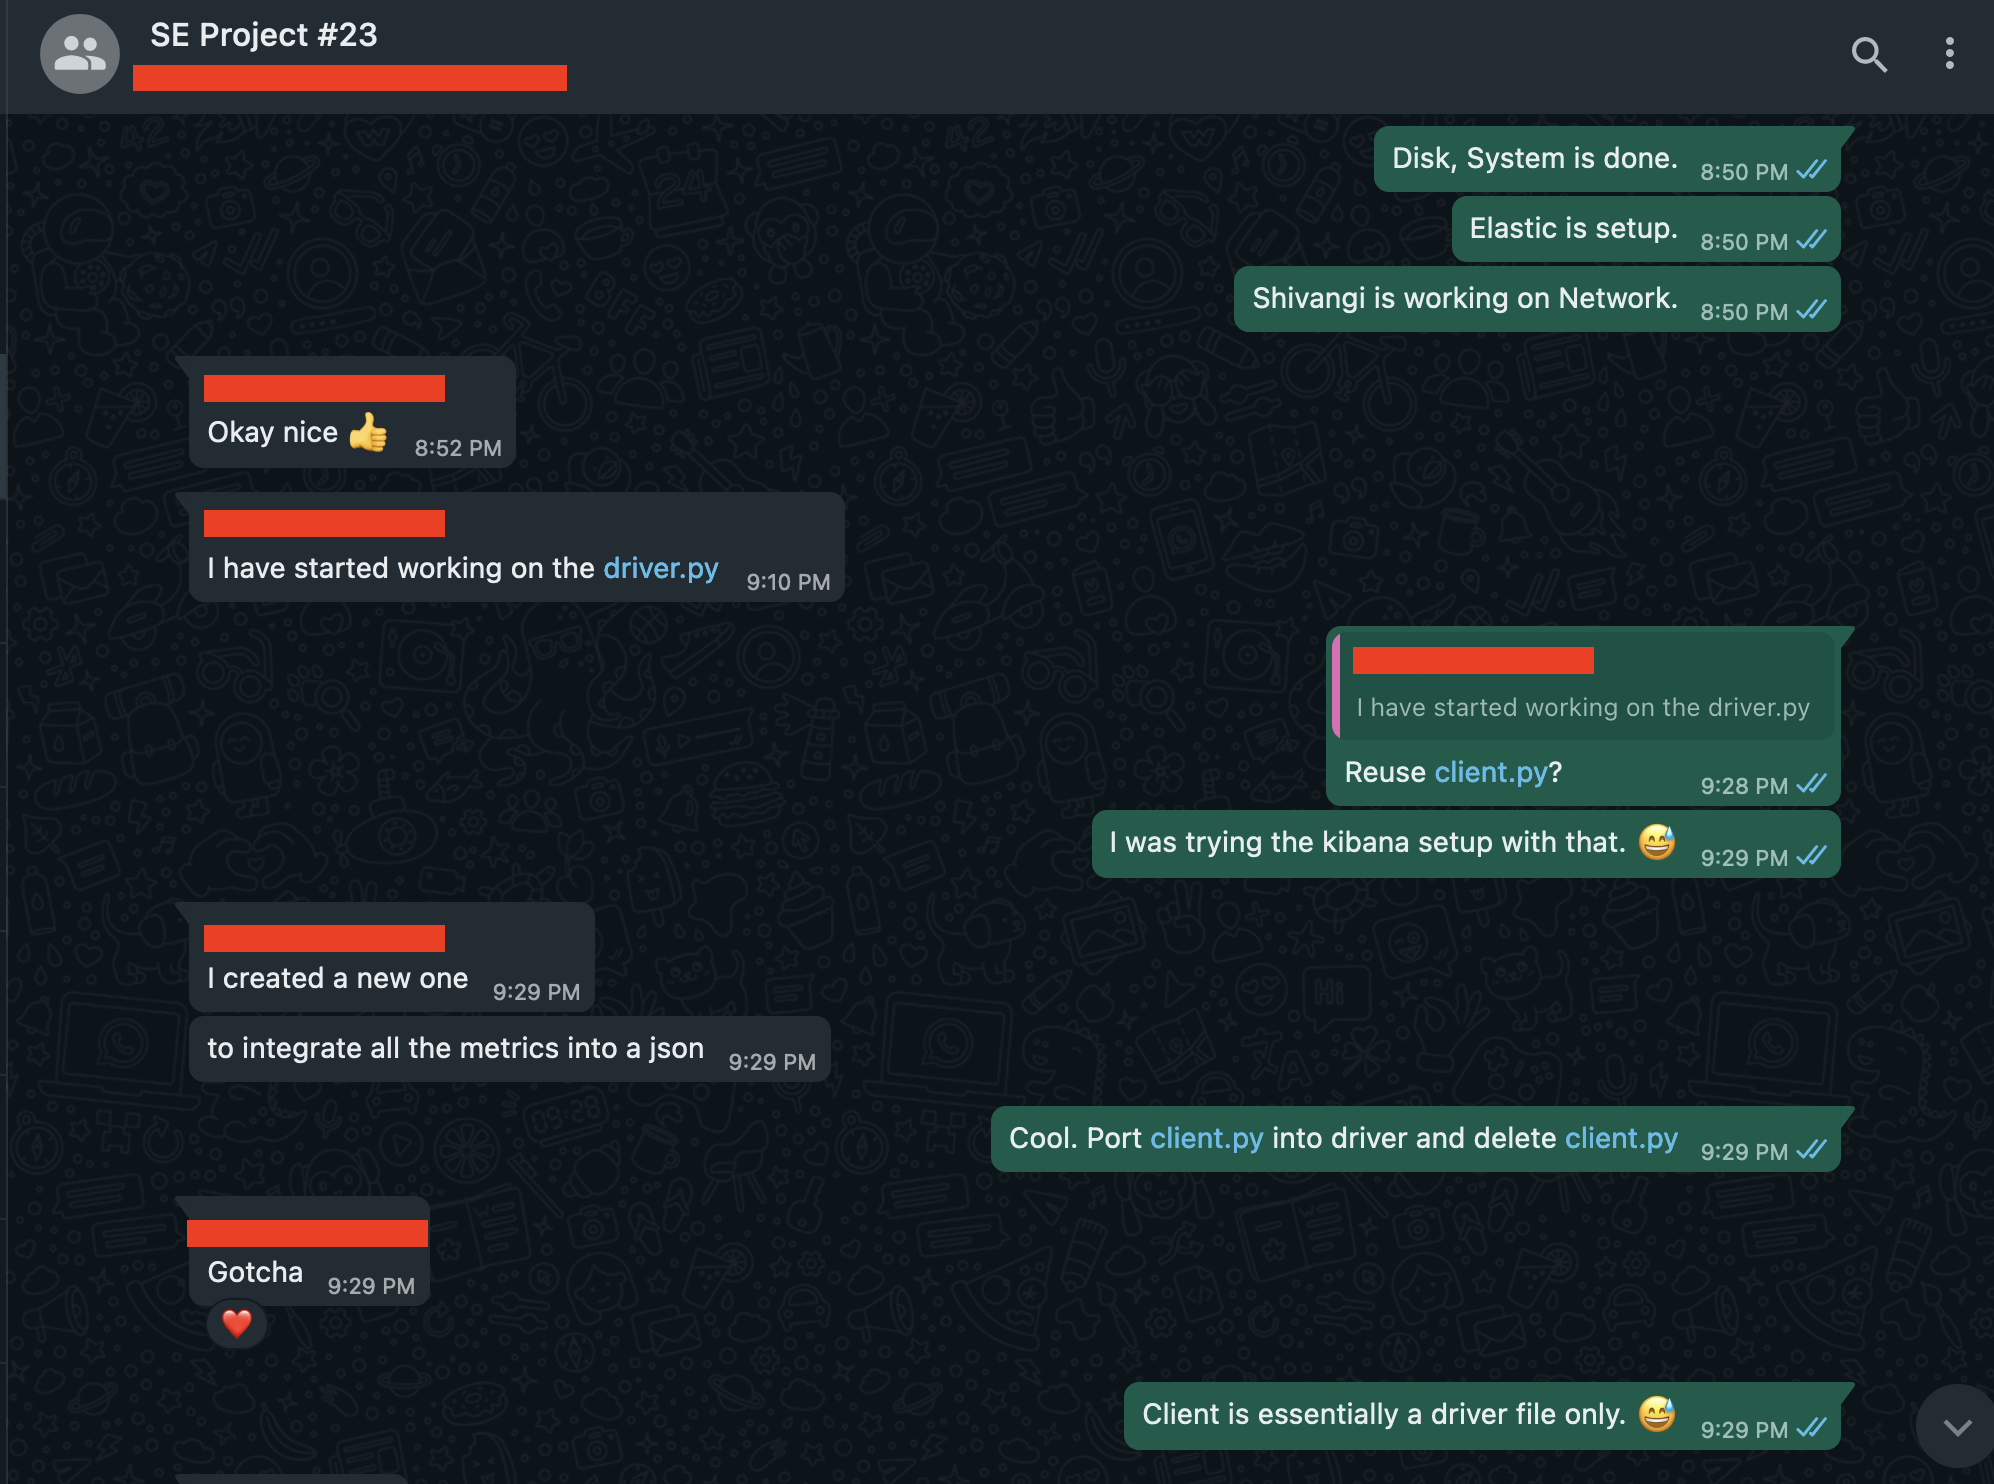 SE Project #23
Disk, System is done. 8:50 PM
Elastic is setup. 8:50 PM
Shivangi is working on Network. 8:50 PM
Okay nice 👍 8:52 PM
I have started working on the driver.py 9:10 PM
I have started working on the driver.py
Reuse client.py? 9:28 PM
I was trying the kibana setup with that. 😅 9:29 PM
I created a new one 9:29 PM
to integrate all the metrics into a json 9:29 PM
Cool. Port client.py into driver and delete client.py 9:29 PM
Gotcha 9:29 PM
❤️
Client is essentially a driver file only. 😅 9:29 PM